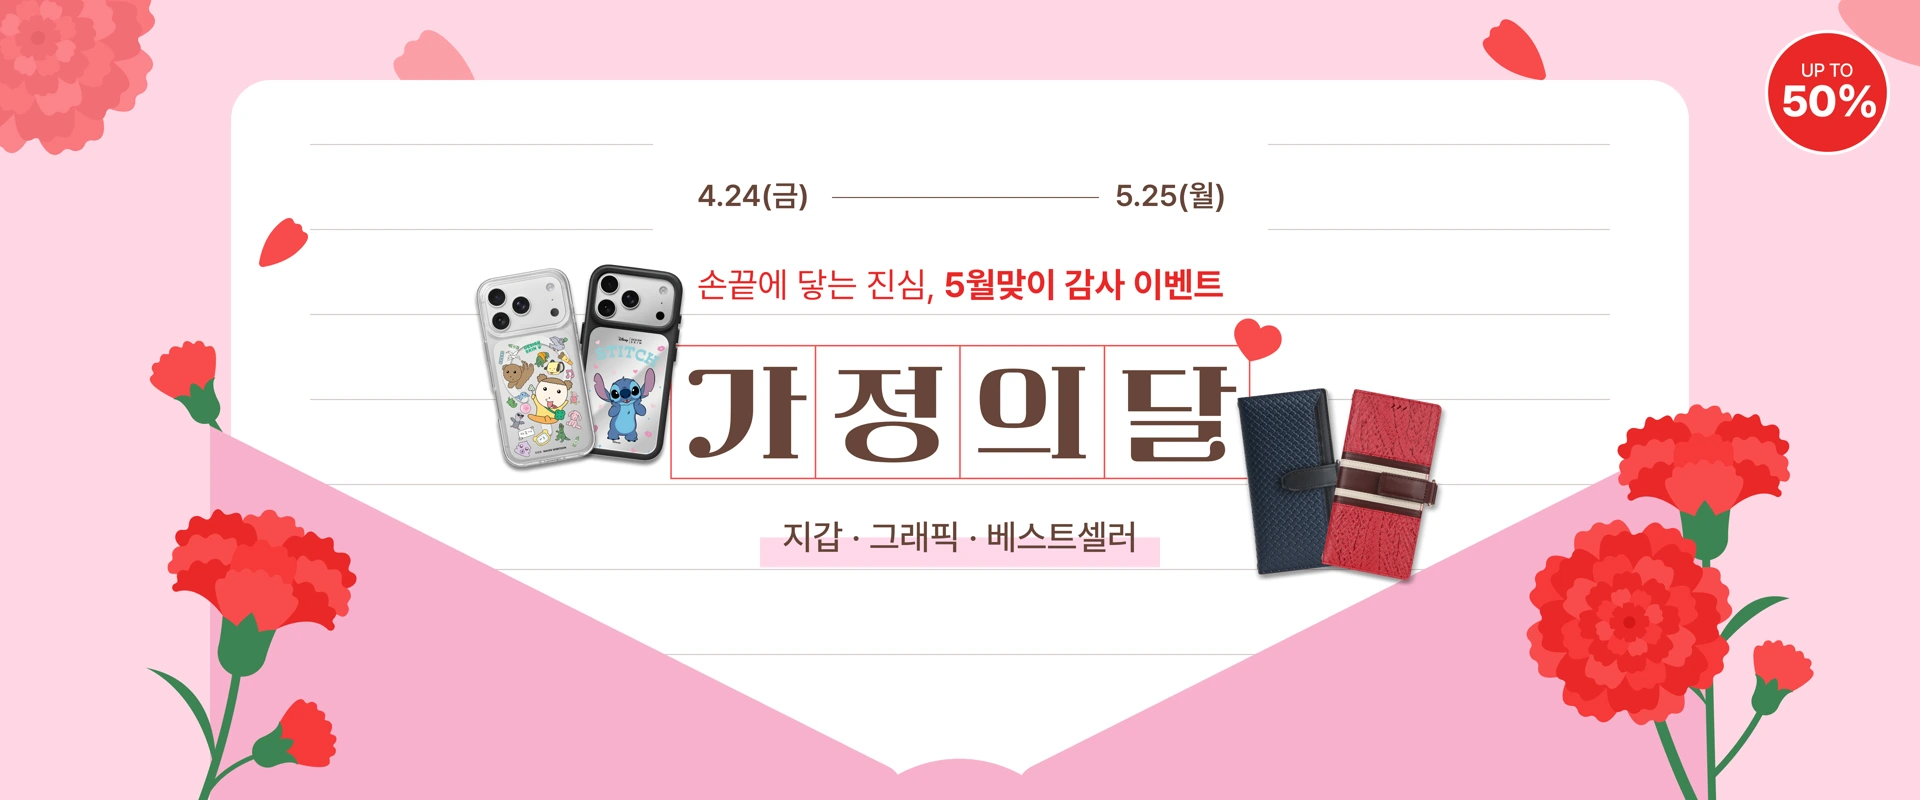 UP TO
50%
4.24(금) 5.25(월)
손끝에 닿는 진심, 5월맞이 감사 이벤트
가정의달
지갑 · 그래픽 · 베스트셀러
Disney
STITCH